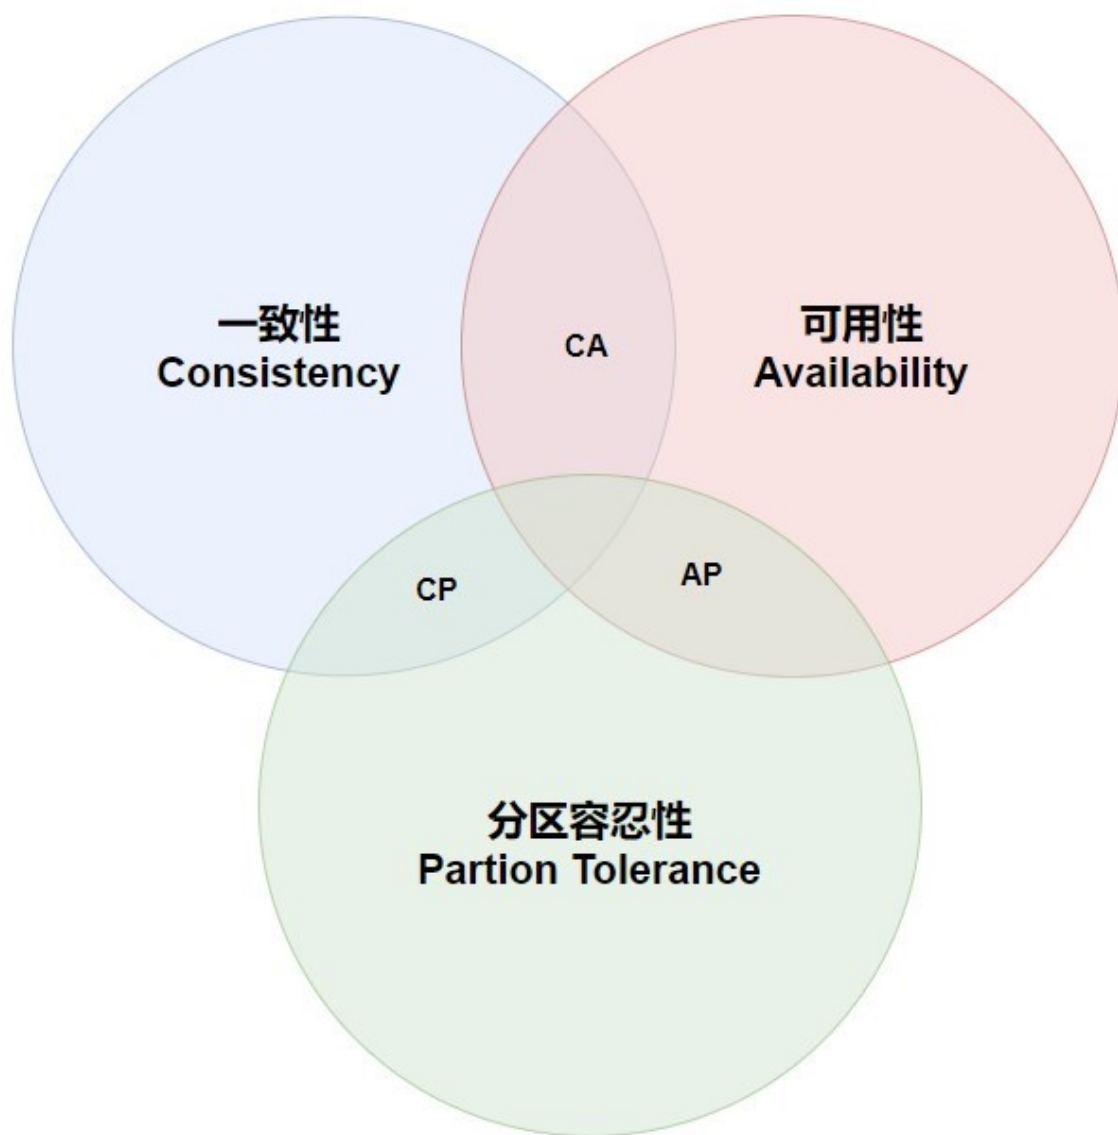 一致性
Consistency
CA
可用性
Availability
CP
AP
分区容忍性
Partion Tolerance